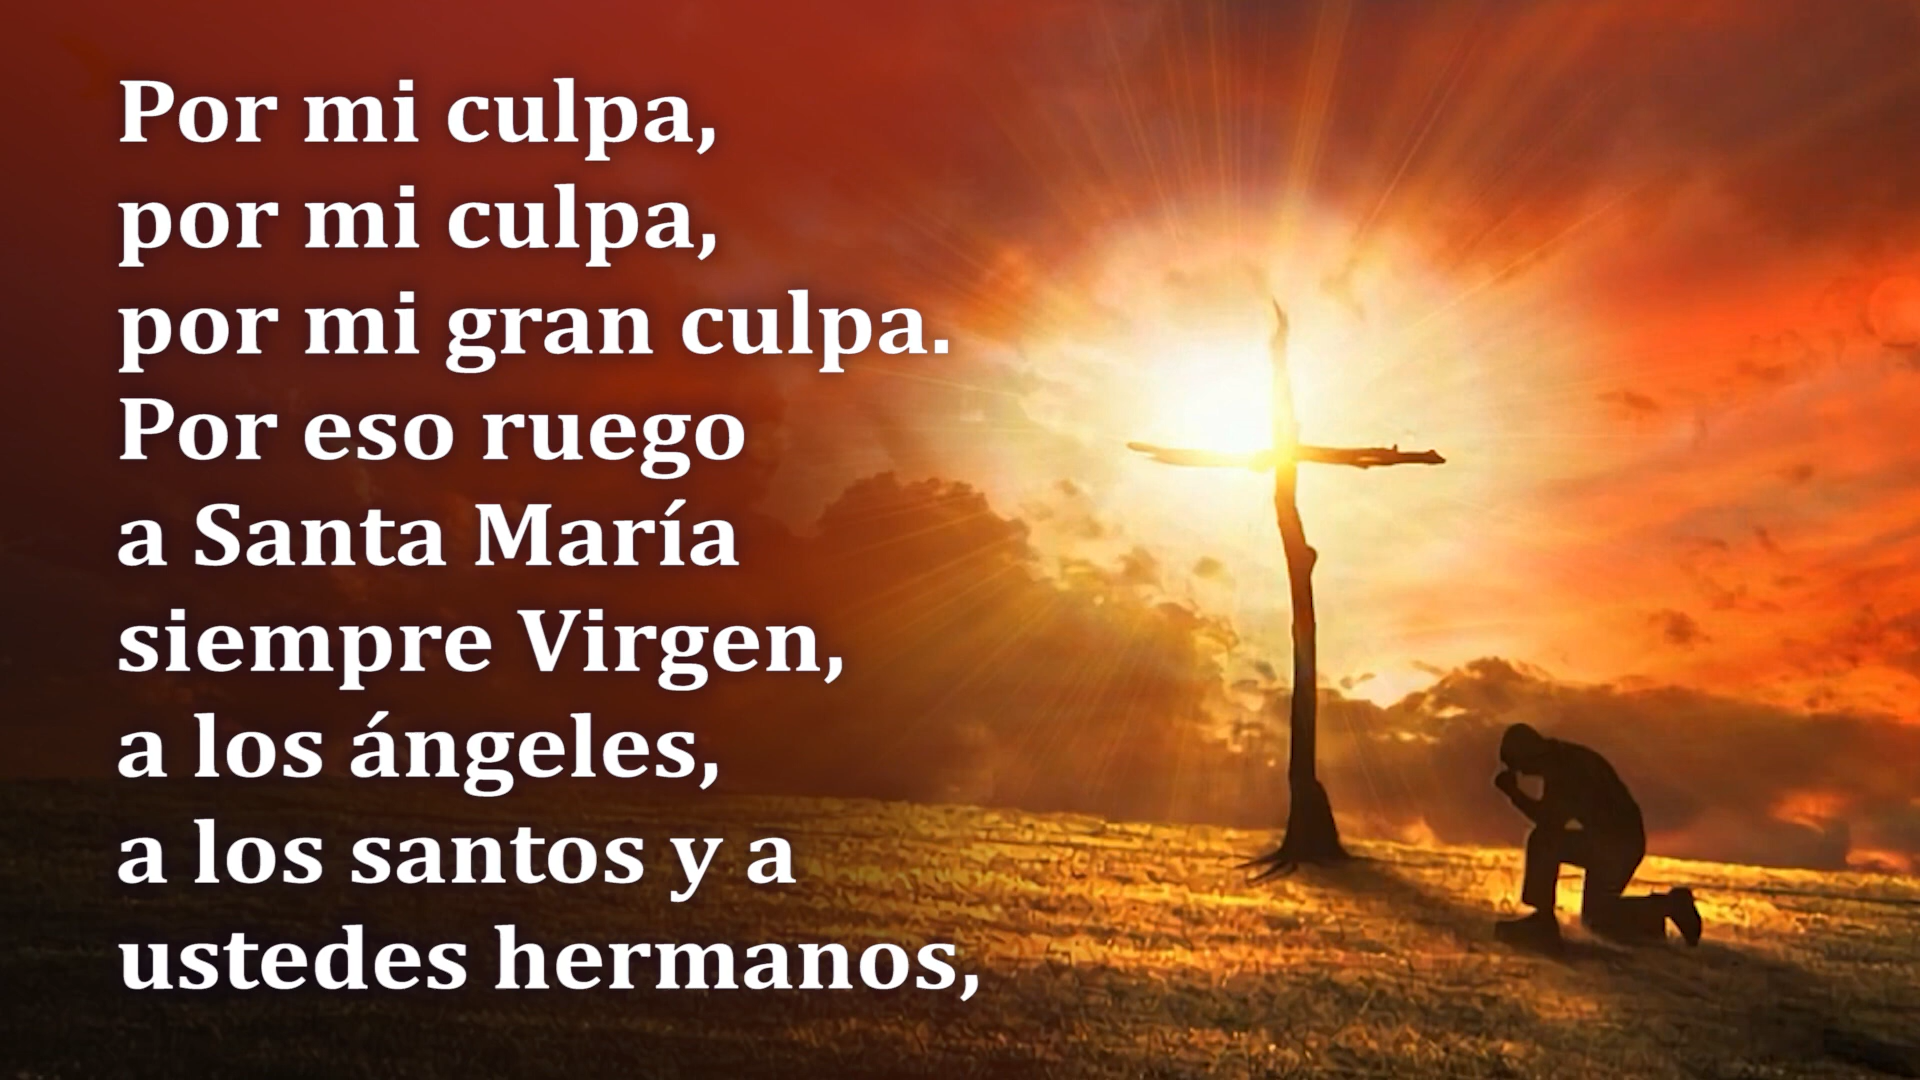 Por mi culpa,
por mi culpa,
por mi gran culpa.
Por eso ruego
a Santa María
siempre Virgen,
a los ángeles,
a los santos y a
ustedes hermanos,